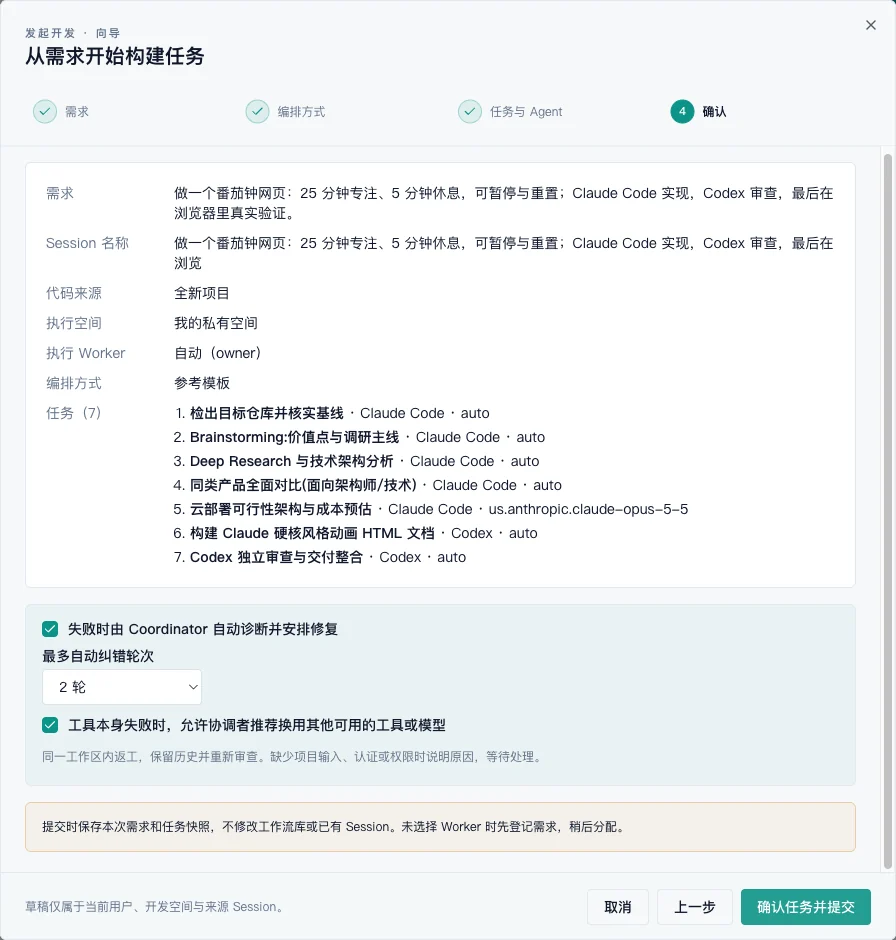 发起开发 · 向导
从需求开始构建任务
需求
编排方式
任务与 Agent
4 确认
需求 做一个番茄钟网页：25 分钟专注、5 分钟休息，可暂停与重置；Claude Code 实现，Codex 审查，最后在
浏览器里真实验证。
Session 名称 做一个番茄钟网页：25 分钟专注、5 分钟休息，可暂停与重置；Claude Code 实现，Codex 审查，最后在
浏览
代码来源 全新项目
执行空间 我的私有空间
执行 Worker 自动（owner）
编排方式 参考模板
任务（7） 1. 检出目标仓库并核实基线 · Claude Code · auto
2. Brainstorming:价值点与调研主线 · Claude Code · auto
3. Deep Research 与技术架构分析 · Claude Code · auto
4. 同类产品全面对比(面向架构师/技术) · Claude Code · auto
5. 云部署可行性架构与成本预估 · Claude Code · us.anthropic.claude-opus-5-5
6. 构建 Claude 硬核风格动画 HTML 文档 · Codex · auto
7. Codex 独立审查与交付整合 · Codex · auto
失败时由 Coordinator 自动诊断并安排修复
最多自动纠错轮次
2 轮
工具本身失败时，允许协调者推荐换用其他可用的工具或模型
同一工作区内返工，保留历史并重新审查。缺少项目输入、认证或权限时说明原因，等待处理。
提交时保存本次需求和任务快照，不修改工作流库或已有 Session。未选择 Worker 时先登记需求，稍后分配。
草稿仅属于当前用户、开发空间与来源 Session。
取消
上一步
确认任务并提交